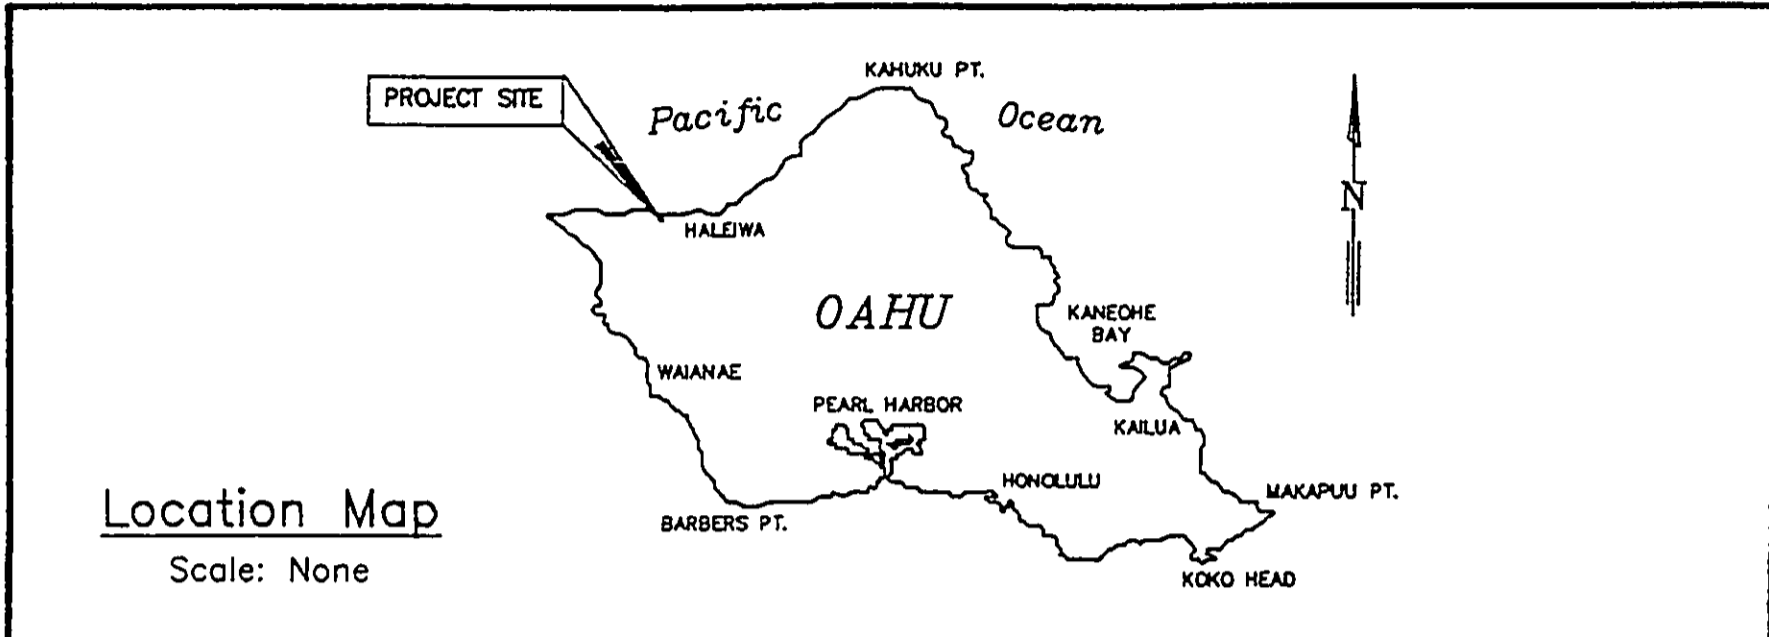 KAHUKU PT.
PROJECT SITE
Pacific
Ocean
N
HALEIWA
OAHU
KANEOHE
BAY
WAIANAE
PEARL HARBOR
KAILUA
HONOLULU
MAKAPUU PT.
BARBERS PT.
KOKO HEAD
Location Map
Scale: None